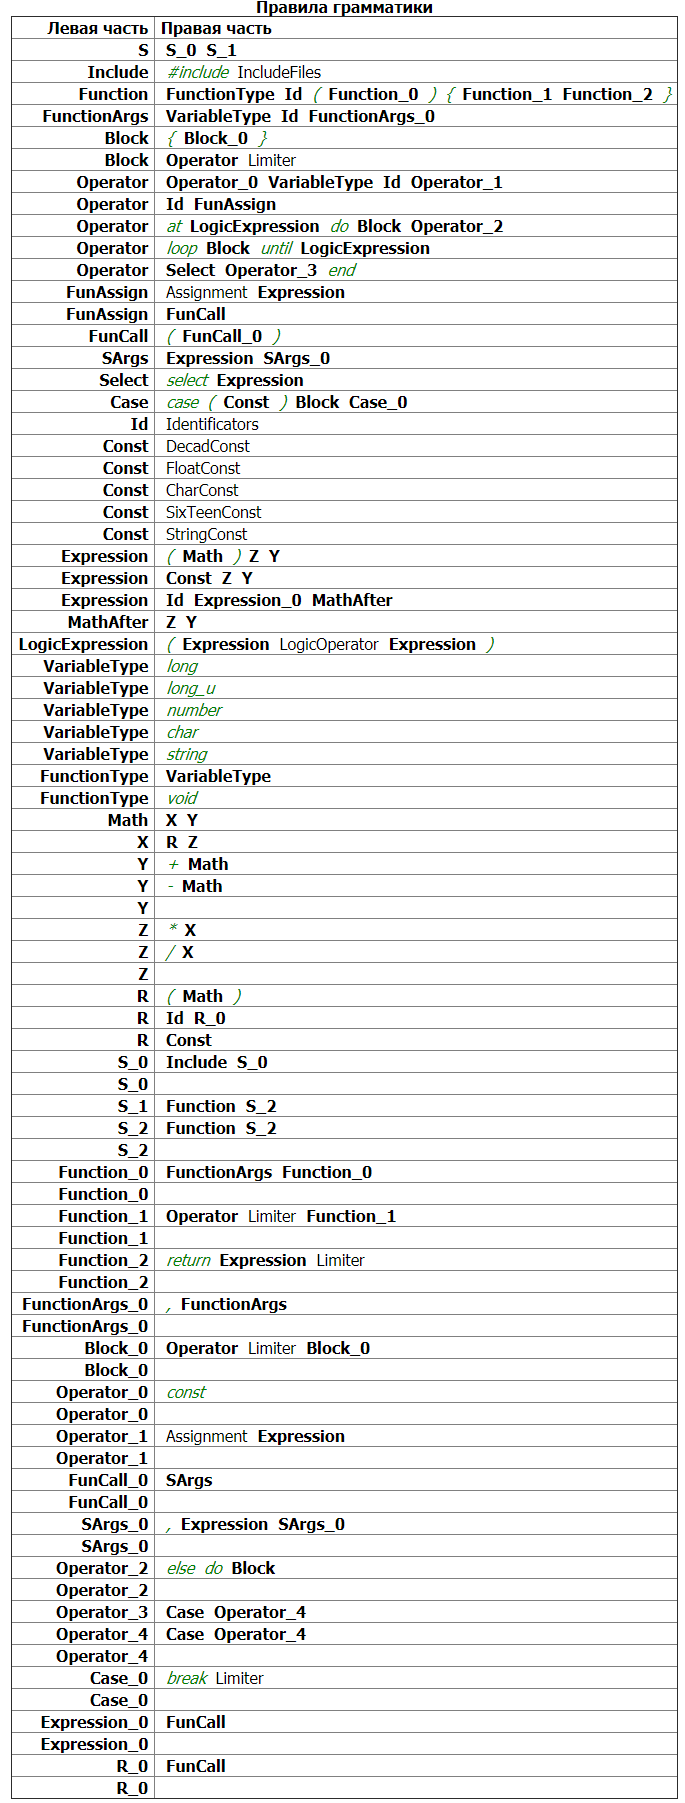 Правила грамматики
Левая часть Правая часть
S S_0 S_1
Include #include IncludeFiles
Function FunctionType Id ( Function_0 ) { Function_1 Function_2 }
FunctionArgs VariableType Id FunctionArgs_0
Block { Block_0 }
Block Operator Limiter
Operator Operator_0 VariableType Id Operator_1
Operator Id FunAssign
Operator at LogicExpression do Block Operator_2
Operator loop Block until LogicExpression
Operator Select Operator_3 end
FunAssign Assignment Expression
FunAssign FunCall
FunCall ( FunCall_0 )
SArgs Expression SArgs_0
Select select Expression
Case case ( Const ) Block Case_0
Id Identificators
Const DecadConst
Const FloatConst
Const CharConst
Const SixTeenConst
Const StringConst
Expression ( Math ) Z Y
Expression Const Z Y
Expression Id Expression_0 MathAfter
MathAfter Z Y
LogicExpression ( Expression LogicOperator Expression )
VariableType long
VariableType long_u
VariableType number
VariableType char
VariableType string
FunctionType VariableType
FunctionType void
Math X Y
X R Z
Y + Math
Y - Math
Y
Z * X
Z / X
Z
R ( Math )
R Id R_0
R Const
S_0 Include S_0
S_0
S_1 Function S_2
S_2 Function S_2
S_2
Function_0 FunctionArgs Function_0
Function_0
Function_1 Operator Limiter Function_1
Function_1
Function_2 return Expression Limiter
Function_2
FunctionArgs_0 , FunctionArgs
FunctionArgs_0
Block_0 Operator Limiter Block_0
Block_0
Operator_0 const
Operator_0
Operator_1 Assignment Expression
Operator_1
FunCall_0 SArgs
FunCall_0
SArgs_0 , Expression SArgs_0
SArgs_0
Operator_2 else do Block
Operator_2
Operator_3 Case Operator_4
Operator_4 Case Operator_4
Operator_4
Case_0 break Limiter
Case_0
Expression_0 FunCall
Expression_0
R_0 FunCall
R_0